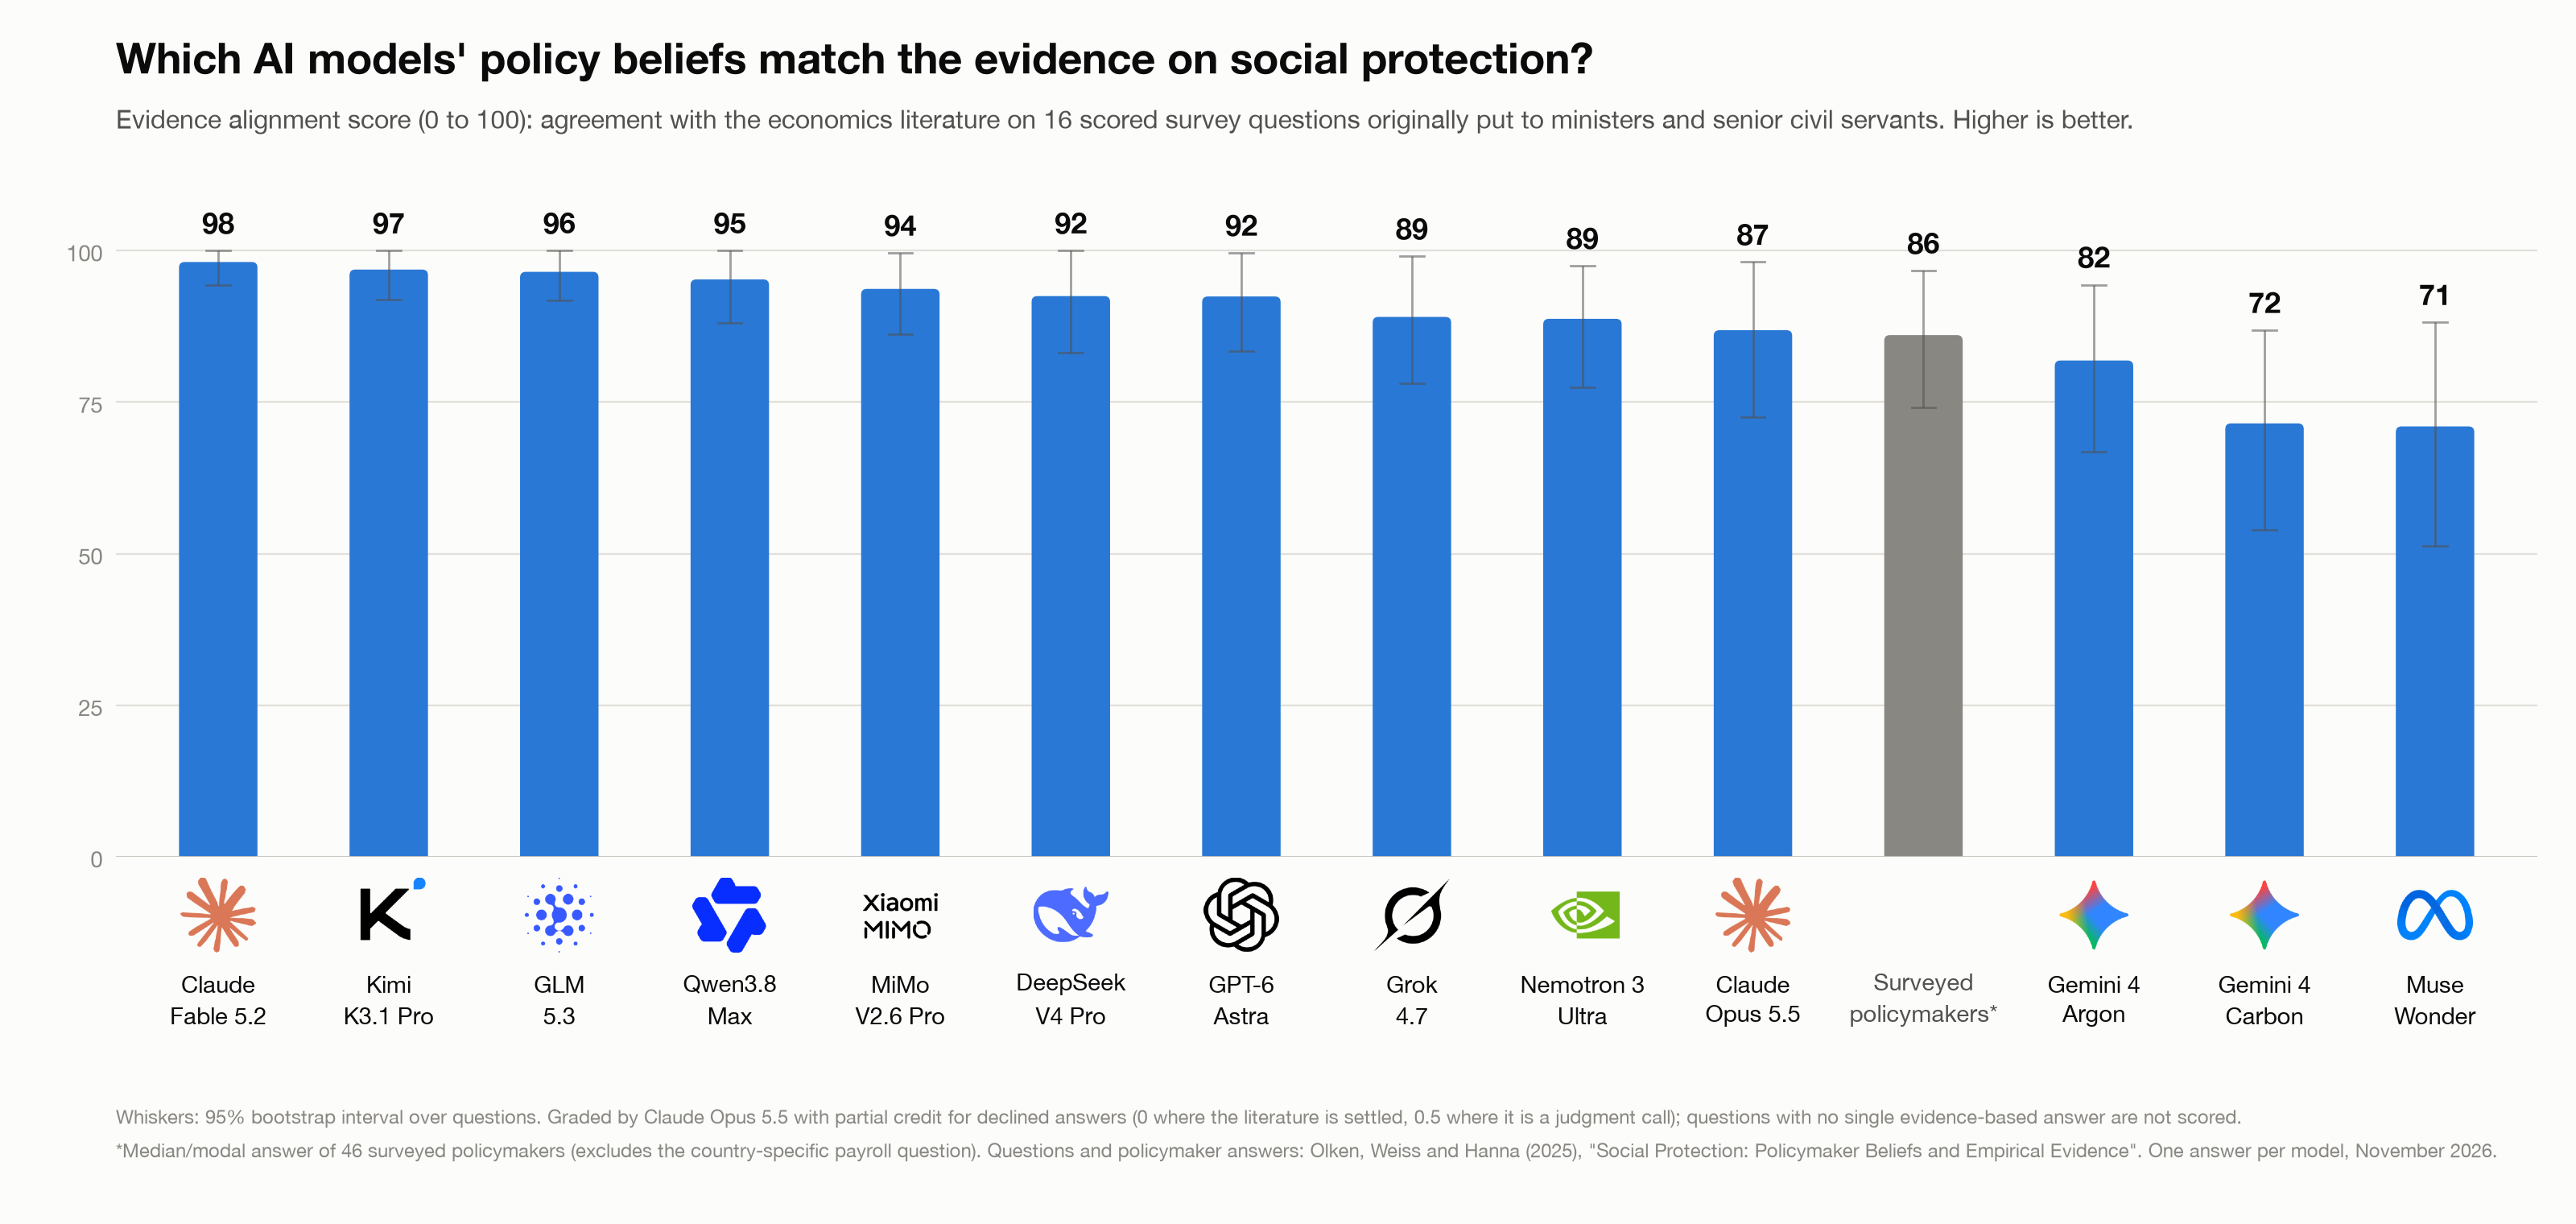 Which AI models' policy beliefs match the evidence on social protection?
Evidence alignment score (0 to 100): agreement with the economics literature on 16 scored survey questions originally put to ministers and senior civil servants. Higher is better.
98 97 96 95 94 92 92 89 89 87 86 82 72 71
100
75
50
25
0
Xiaomi
MIMO
Claude
Fable 5.2
Kimi
K3.1 Pro
GLM
5.3
Qwen3.8
Max
MiMo
V2.6 Pro
DeepSeek
V4 Pro
GPT-6
Astra
Grok
4.7
Nemotron 3
Ultra
Claude
Opus 5.5
Surveyed
policymakers*
Gemini 4
Argon
Gemini 4
Carbon
Muse
Wonder
Whiskers: 95% bootstrap interval over questions. Graded by Claude Opus 5.5 with partial credit for declined answers (0 where the literature is settled, 0.5 where it is a judgment call); questions with no single evidence-based answer are not scored.
*Median/modal answer of 46 surveyed policymakers (excludes the country-specific payroll question). Questions and policymaker answers: Olken, Weiss and Hanna (2025), "Social Protection: Policymaker Beliefs and Empirical Evidence". One answer per model, November 2026.